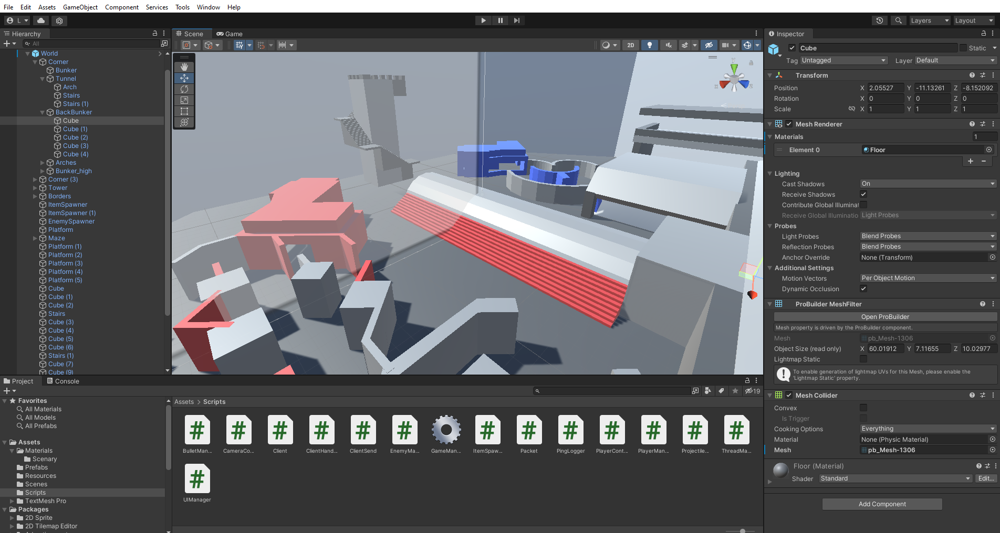 File Edit Assets GameObject Component Services Tools Window Help
L Layers Layout
Hierarchy
All
World
Corner
Bunker
Tunnel
Arch
Stairs
Stairs (1)
BackBunker
Cube
Cube (1)
Cube (2)
Cube (3)
Cube (4)
Arches
Bunker_high
Corner (3)
Tower
Borders
ItemSpawner
ItemSpawner (1)
EnemySpawner
Platform
Maze
Platform (1)
Platform (2)
Platform (3)
Platform (4)
Platform (5)
Cube
Cube (1)
Cube (2)
Stairs
Cube (3)
Cube (4)
Cube (5)
Cube (6)
Stairs (1)
Cube (7)
Cube (9)
Scene Game
2D
y
x z
Inspector
Cube Static
Tag Untagged Layer Default
Transform
Position X 2.05527 Y -11.13261 Z -8.152092
Rotation X 0 Y 0 Z 0
Scale X 1 Y 1 Z 1
Mesh Renderer
Materials 1
Element 0 Floor
+ −
Lighting
Cast Shadows On
Receive Shadows
Contribute Global Illuminat
Receive Global Illuminatio Light Probes
Probes
Light Probes Blend Probes
Reflection Probes Blend Probes
Anchor Override None (Transform)
Additional Settings
Motion Vectors Per Object Motion
Dynamic Occlusion
ProBuilder MeshFilter
Open ProBuilder
Mesh property is driven by the ProBuilder component.
Mesh pb_Mesh-1306
Object Size (read only) X 60.01912 Y 7.11655 Z 10.02977
Lightmap Static
To enable generation of lightmap UVs for this Mesh, please enable the
'Lightmap Static' property.
Mesh Collider
Convex
Is Trigger
Cooking Options Everything
Material None (Physic Material)
Mesh pb_Mesh-1306
Floor (Material)
Shader Standard Edit...
Add Component
Project Console
19
Favorites
All Materials
All Models
All Prefabs
Assets
Materials
Scenary
Prefabs
Resources
Scenes
Scripts
TextMesh Pro
Packages
2D Sprite
2D Tilemap Editor
Assets > Scripts
# # # # # # # # # # # # #
BulletMan... CameraCo... Client ClientHand... ClientSend EnemyMa... GameMan... ItemSpaw... Packet PingLogger PlayerCont... PlayerMan... Projectile... ThreadMa...
#
UIManager